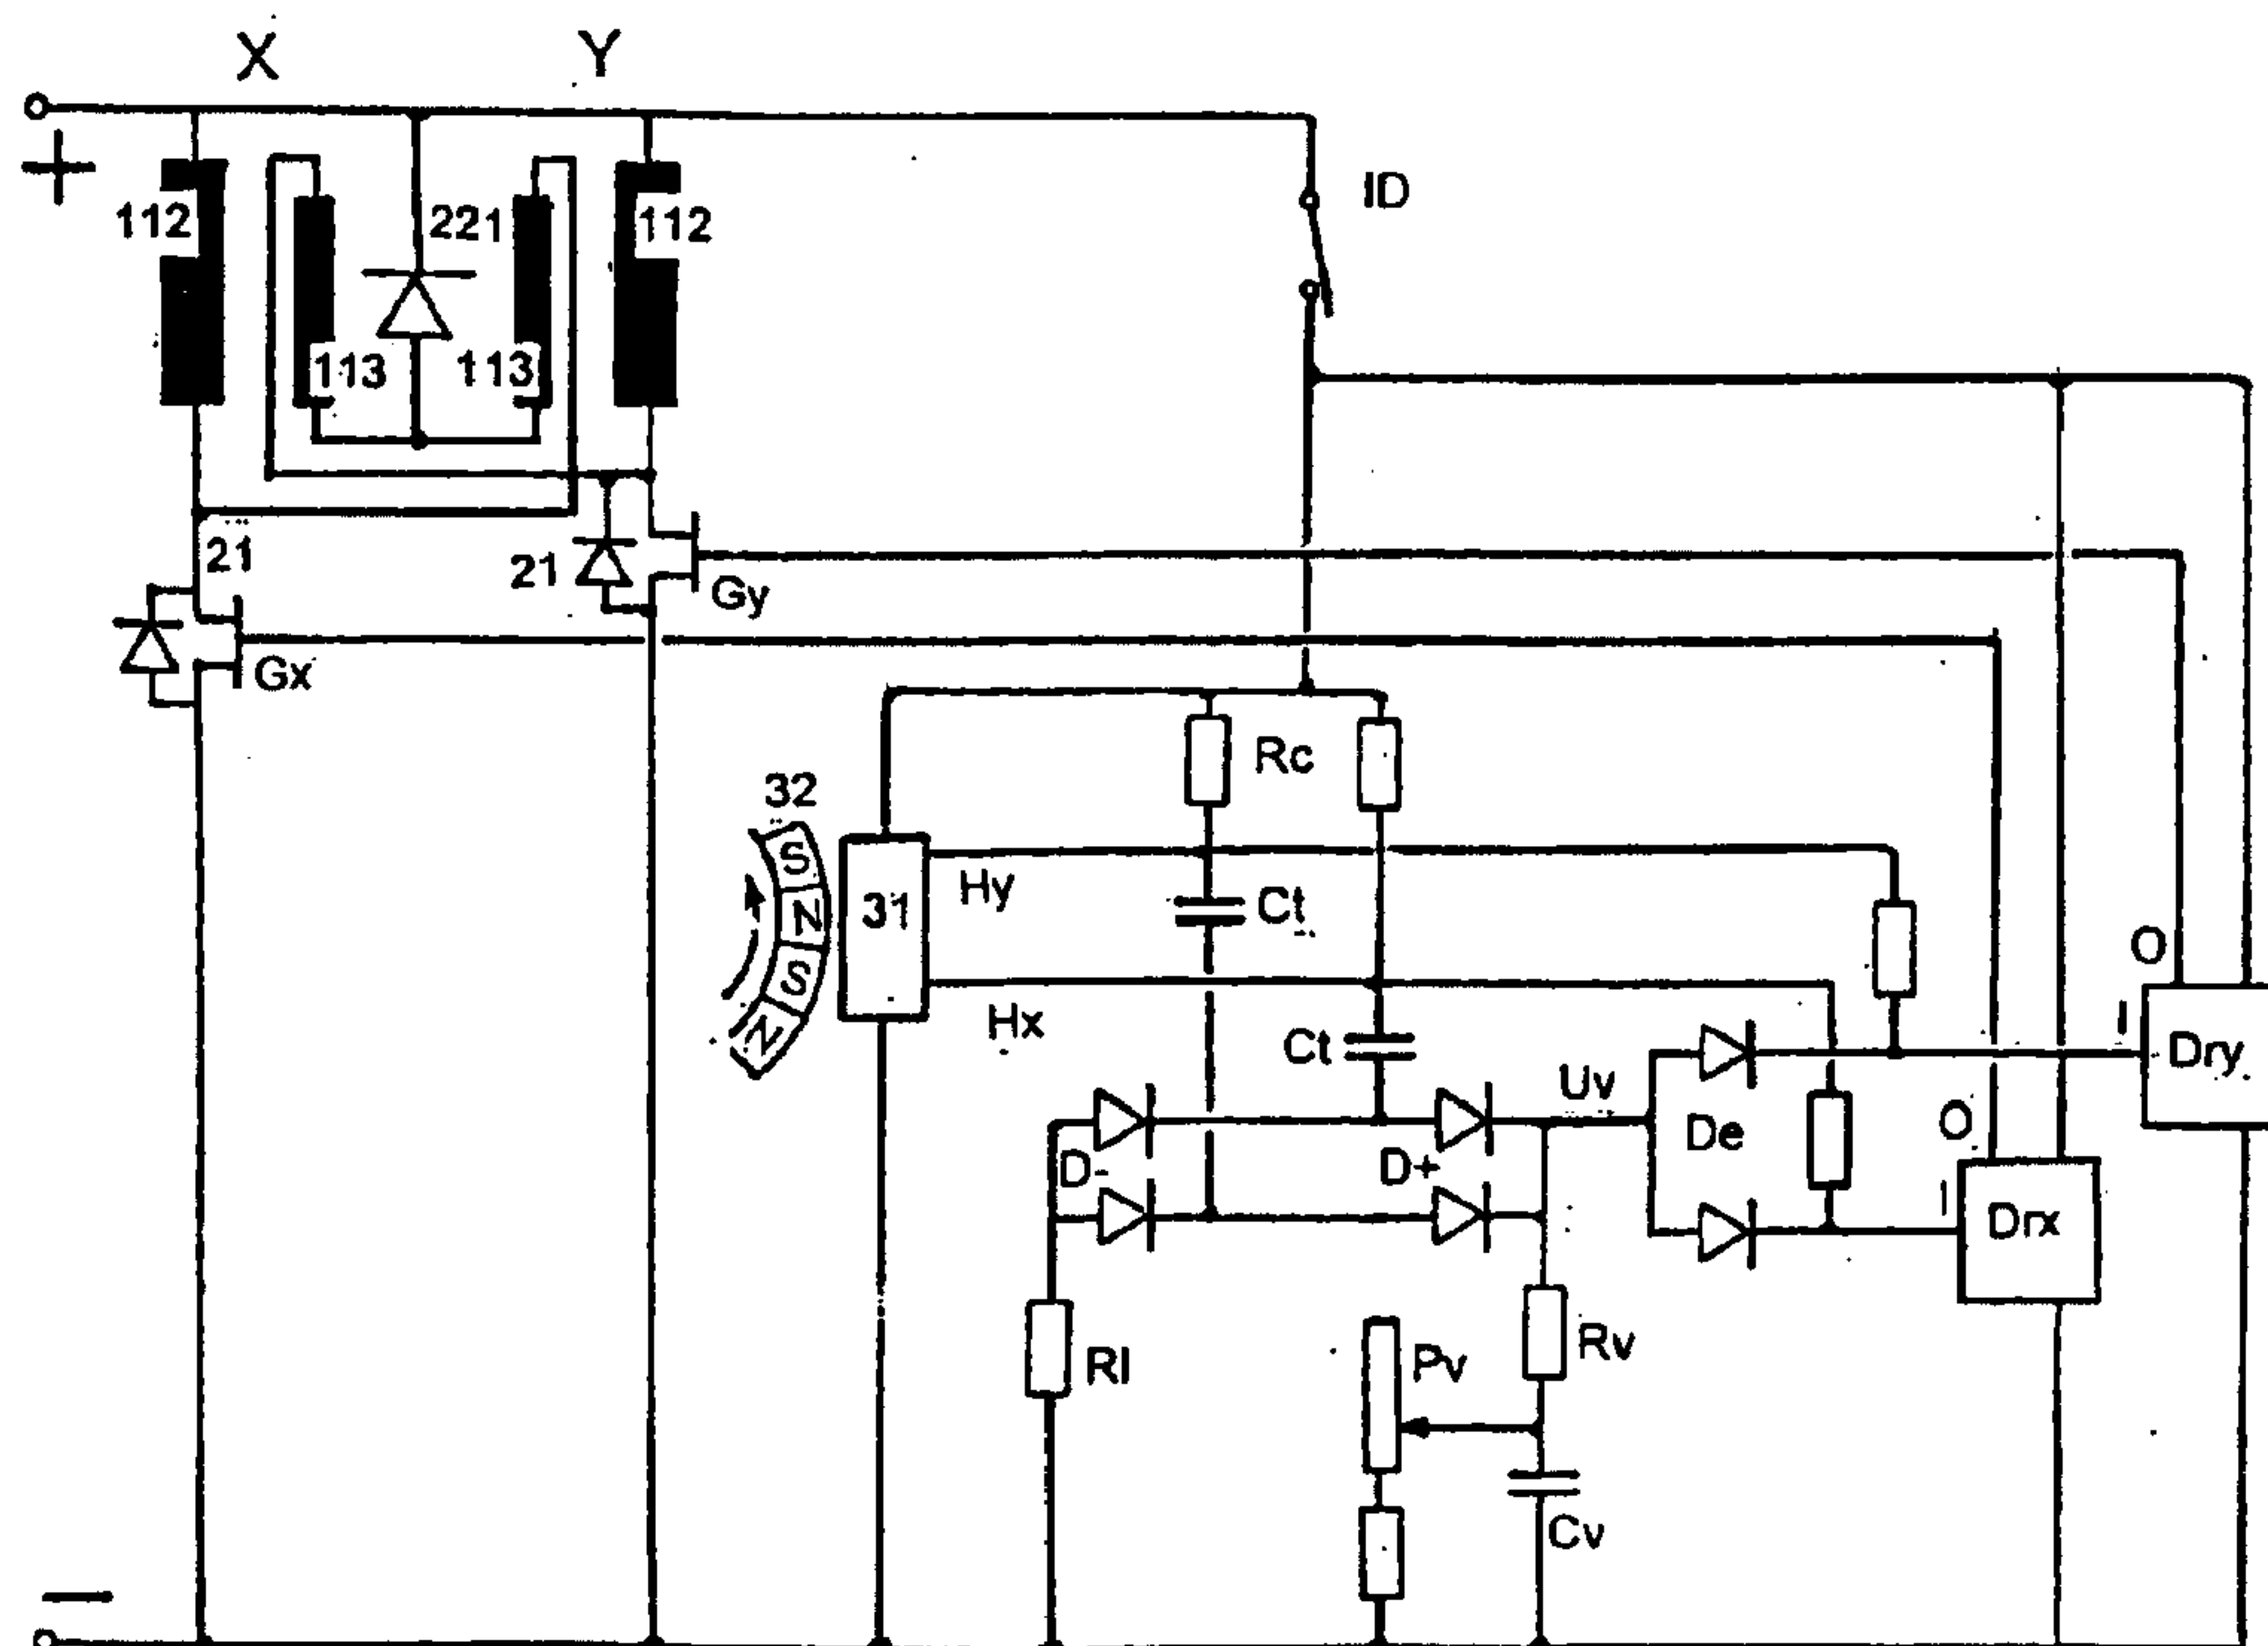 X
Y
+
ID
112
221
112
113
113
21
21
Gy
Gx
Rc
32
S
N
S
N
31
Hy
Ct
O
Hx
Ct
I
Dry
Uv
De
O
D-
D+
I
Drx
Rl
Pv
Rv
Cv
−